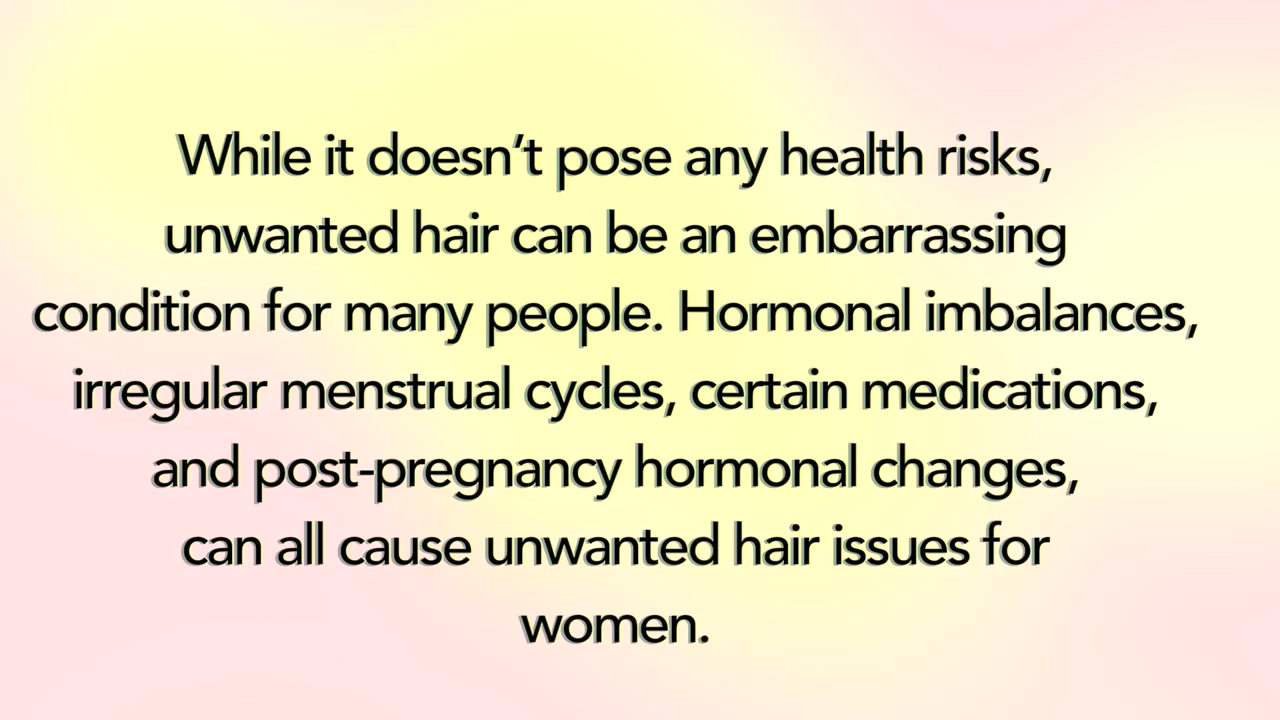 While it doesn’t pose any health risks,
unwanted hair can be an embarrassing
condition for many people. Hormonal imbalances,
irregular menstrual cycles, certain medications,
and post-pregnancy hormonal changes,
can all cause unwanted hair issues for
women.